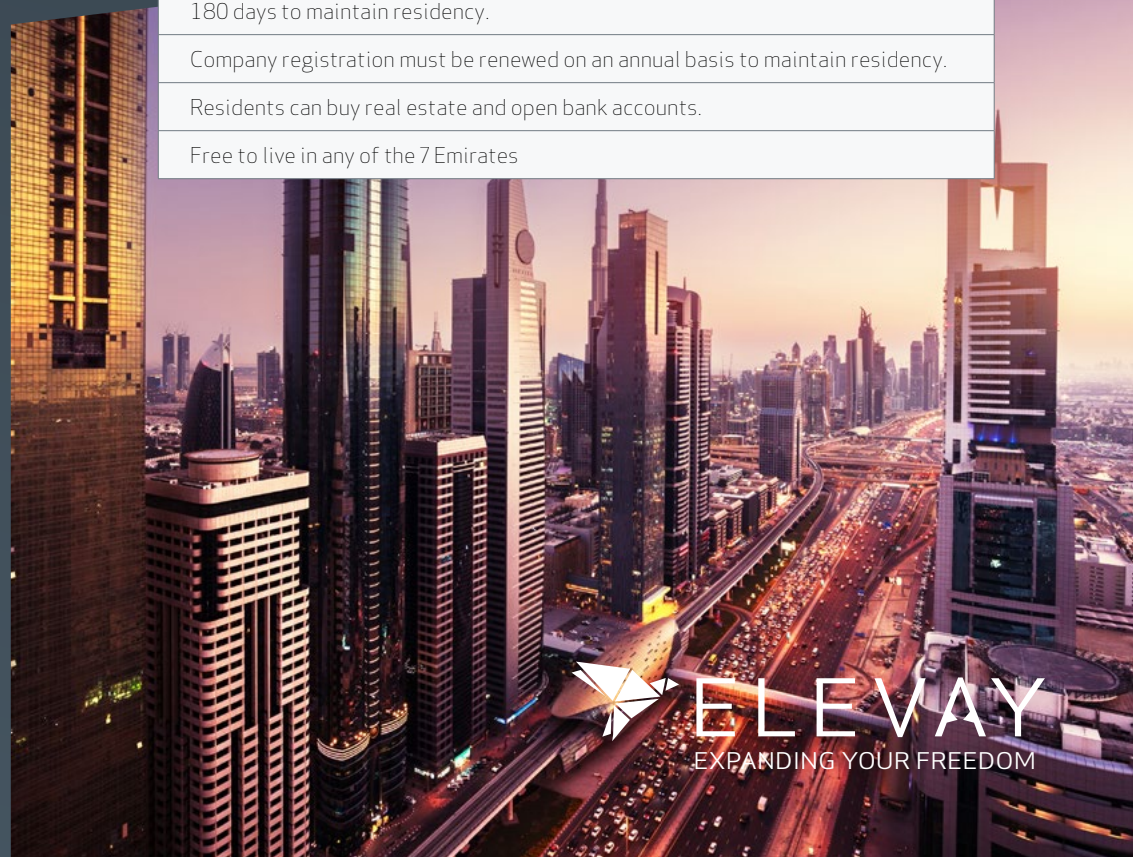 180 days to maintain residency.
Company registration must be renewed on an annual basis to maintain residency.
Residents can buy real estate and open bank accounts.
Free to live in any of the 7 Emirates
ELEVAY
EXPANDING YOUR FREEDOM